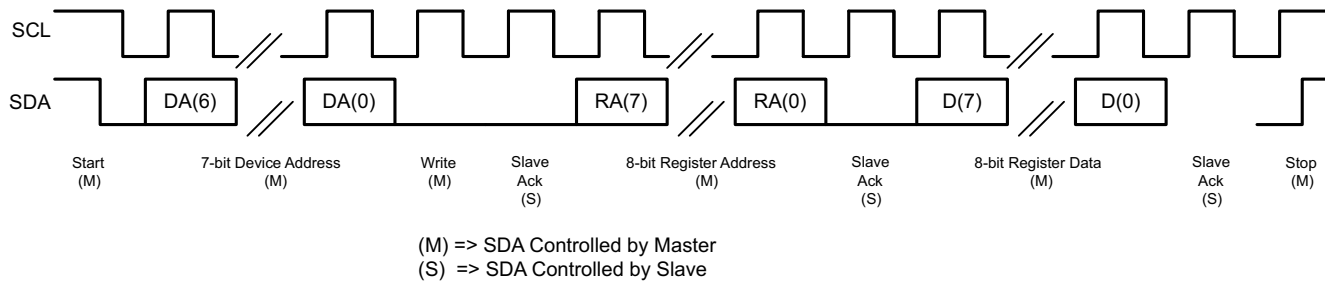 SCL
SDA
DA(6)
DA(0)
RA(7)
RA(0)
D(7)
D(0)
Start
(M)
7-bit Device Address
(M)
Write
(M)
Slave
Ack
(S)
8-bit Register Address
(M)
Slave
Ack
(S)
8-bit Register Data
(M)
Slave
Ack
(S)
Stop
(M)
(M) => SDA Controlled by Master
(S) => SDA Controlled by Slave